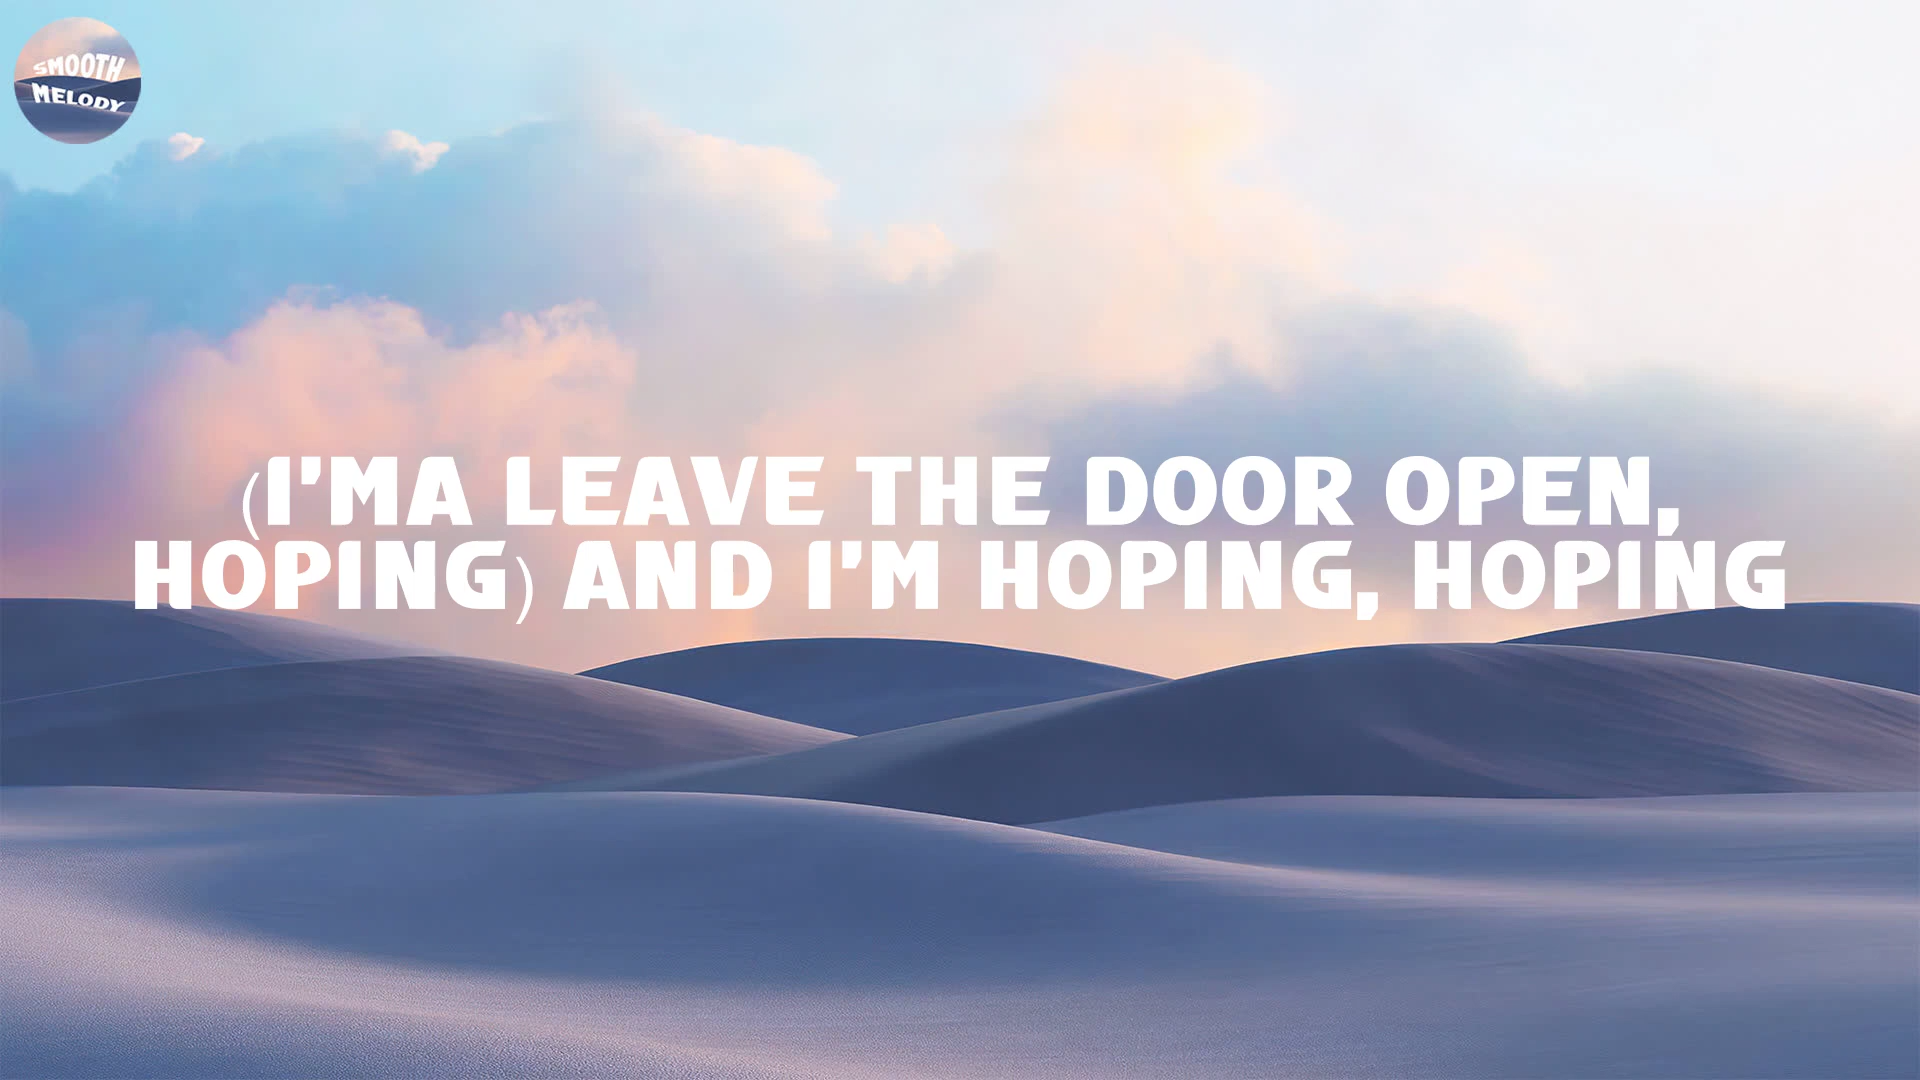 SMOOTH
MELODY
(I'MA LEAVE THE DOOR OPEN,
HOPING) AND I'M HOPING, HOPING